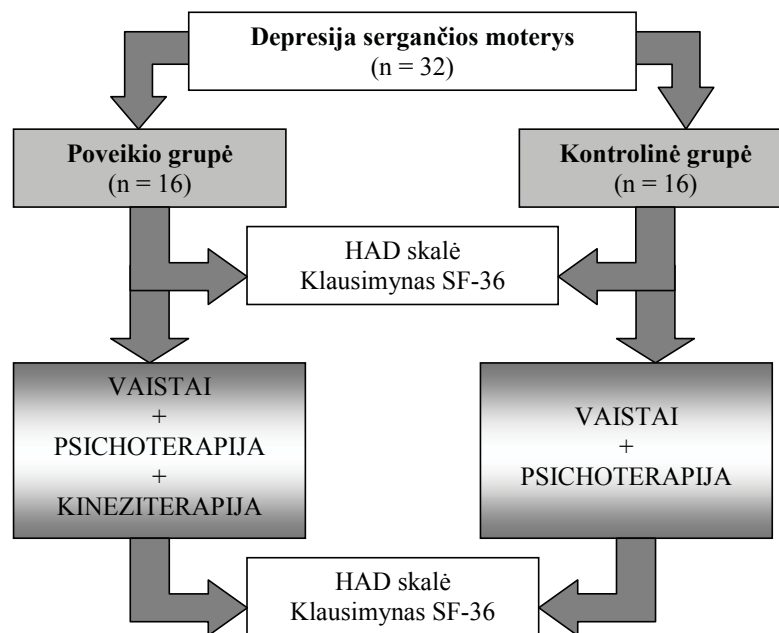 Depresija sergančios moterys
(n = 32)
Poveikio grupė
(n = 16)
Kontrolinė grupė
(n = 16)
HAD skalė
Klausimynas SF-36
VAISTAI
+
PSICHOTERAPIJA
+
KINEZITERAPIJA
VAISTAI
+
PSICHOTERAPIJA
HAD skalė
Klausimynas SF-36